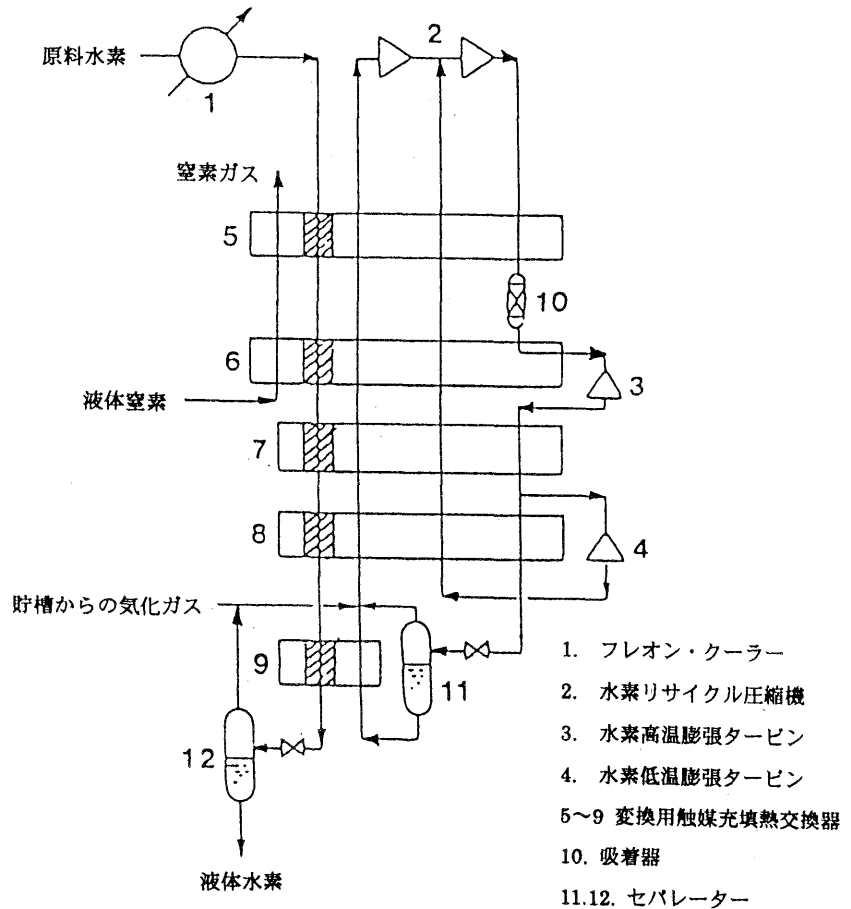 原料水素
1
2
窒素ガス
5
10
6
3
液体窒素
7
8
4
貯槽からの気化ガス
9
11
12
液体水素
1. フレオン・クーラー
2. 水素リサイクル圧縮機
3. 水素高温膨張タービン
4. 水素低温膨張タービン
5〜9 変換用触媒充填熱交換器
10. 吸着器
11.12. セパレーター